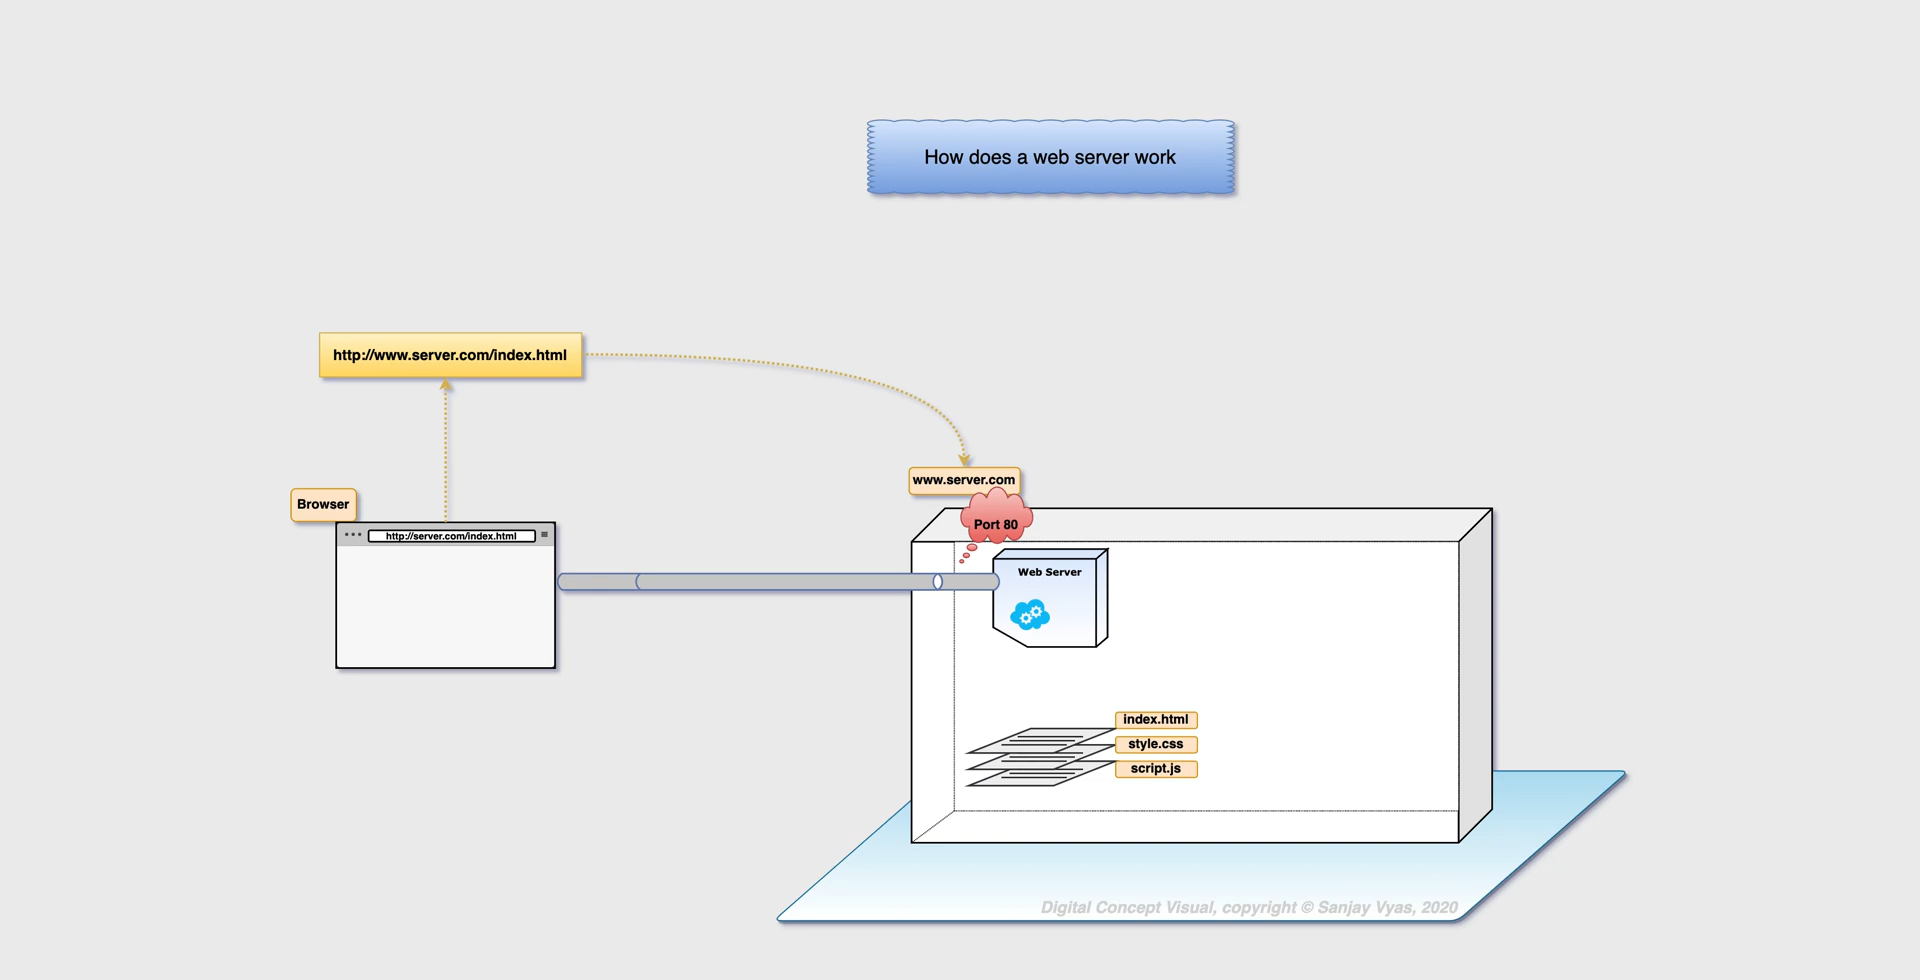 How does a web server work
http://www.server.com/index.html
www.server.com
Browser
Port 80
http://server.com/index.html
Web Server
index.html
style.css
script.js
Digital Concept Visual, copyright © Sanjay Vyas, 2020